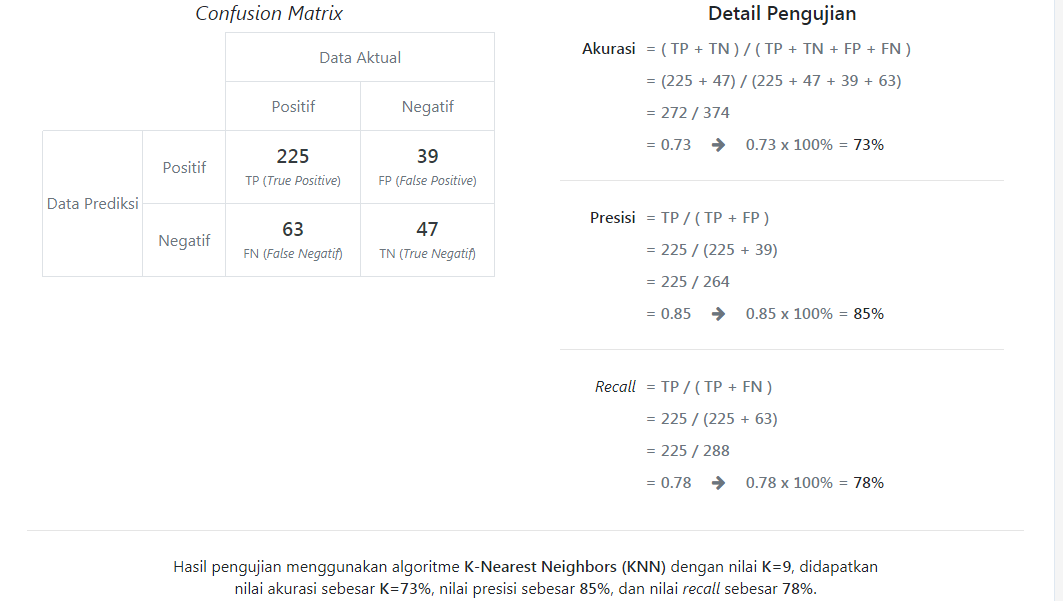 Confusion Matrix
Data Aktual
Positif Negatif
Data Prediksi
Positif
225
TP (True Positive)
39
FP (False Positive)
Negatif
63
FN (False Negatif)
47
TN (True Negatif)
Detail Pengujian
Akurasi = ( TP + TN ) / ( TP + TN + FP + FN )
= (225 + 47) / (225 + 47 + 39 + 63)
= 272 / 374
= 0.73 → 0.73 x 100% = 73%
Presisi = TP / ( TP + FP )
= 225 / (225 + 39)
= 225 / 264
= 0.85 → 0.85 x 100% = 85%
Recall = TP / ( TP + FN )
= 225 / (225 + 63)
= 225 / 288
= 0.78 → 0.78 x 100% = 78%
Hasil pengujian menggunakan algoritme K-Nearest Neighbors (KNN) dengan nilai K=9, didapatkan
nilai akurasi sebesar K=73%, nilai presisi sebesar 85%, dan nilai recall sebesar 78%.